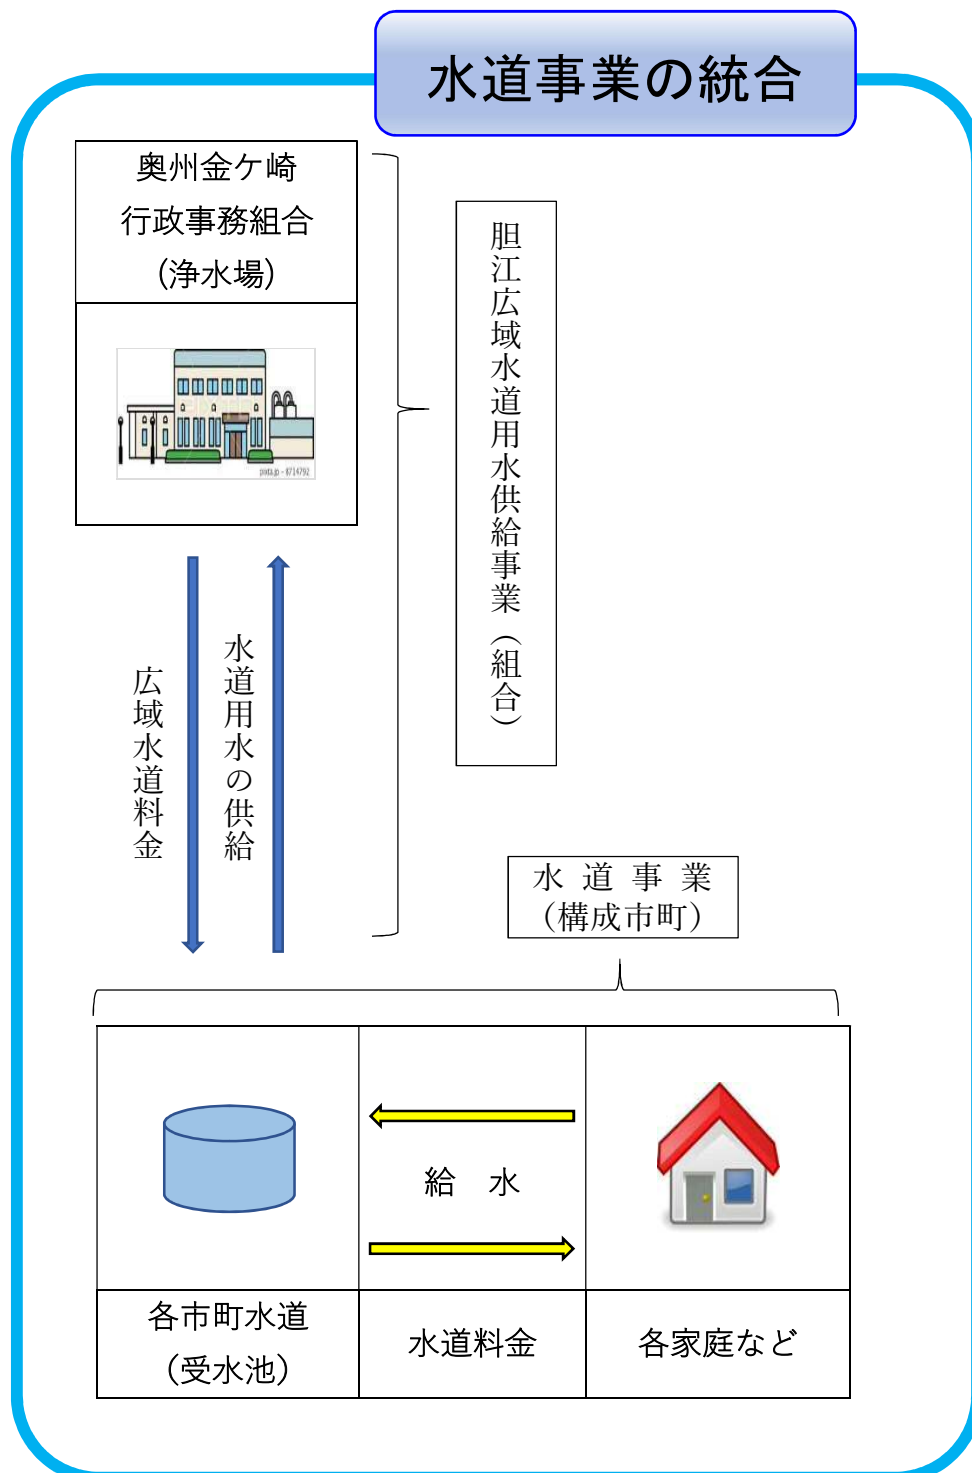 水道事業の統合
奥州金ケ崎
行政事務組合
(浄水場)
pixta.jp - 8714792
胆江広域水道用水供給事業（組合）
広域水道料金
水道用水の供給
水道事業
（構成市町）
給水
各市町水道
(受水池)
水道料金
各家庭など